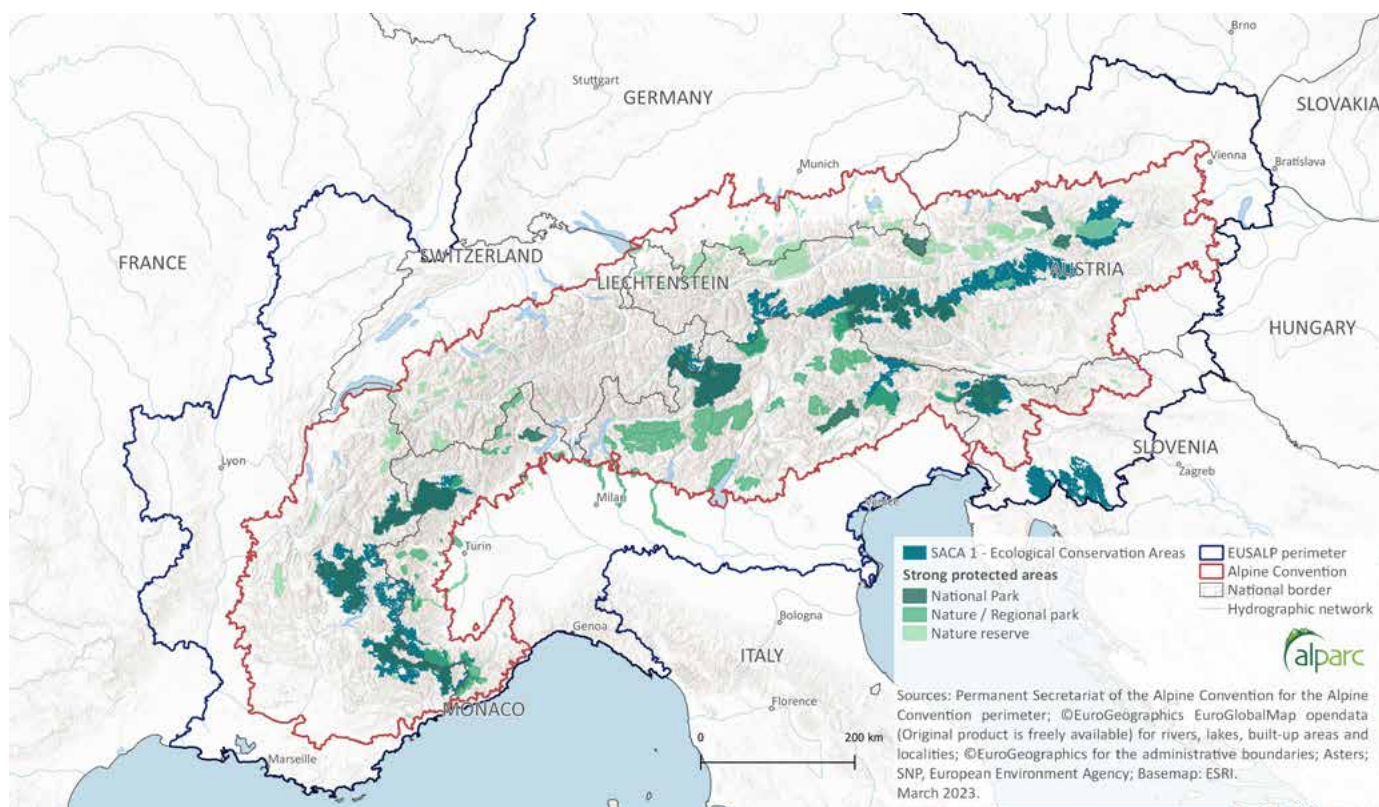 Brno
Stuttgart
GERMANY
SLOVAKIA
Munich
Vienna
Bratislava
FRANCE
SWITZERLAND
LIECHTENSTEIN
AUSTRIA
HUNGARY
Lyon
SLOVENIA
Zagreb
Milan
Venice
Turin
Genoa
Bologna
ITALY
MONACO
Florence
Marseille
0
200 km
SACA 1 - Ecological Conservation Areas
Strong protected areas
National Park
Nature / Regional park
Nature reserve
EUSALP perimeter
Alpine Convention
National border
Hydrographic network
alparc
Sources: Permanent Secretariat of the Alpine Convention for the Alpine
Convention perimeter; ©EuroGeographics EuroGlobalMap opendata
(Original product is freely available) for rivers, lakes, built-up areas and
localities; ©EuroGeographics for the administrative boundaries; Asters;
SNP, European Environment Agency; Basemap: ESRI.
March 2023.